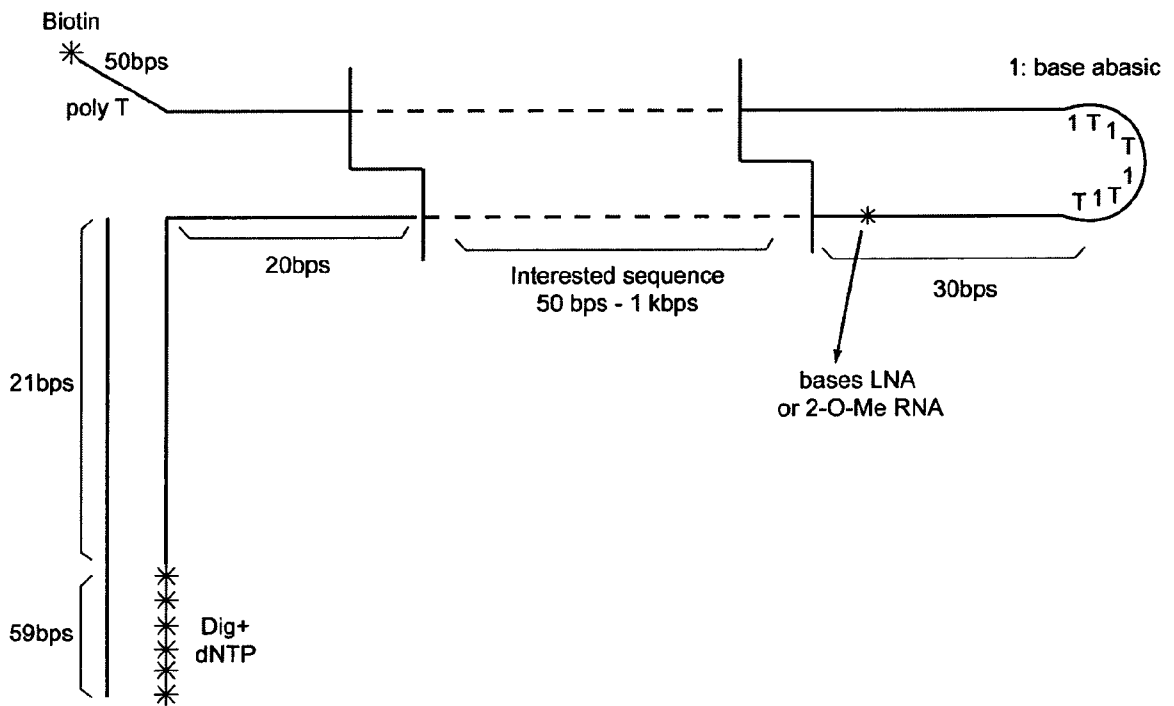 Biotin
50bps
poly T
1: base abasic
1 T 1 T 1 T 1 T
20bps
Interested sequence
50 bps - 1 kbps
30bps
21bps
bases LNA
or 2-O-Me RNA
59bps
Dig+
dNTP